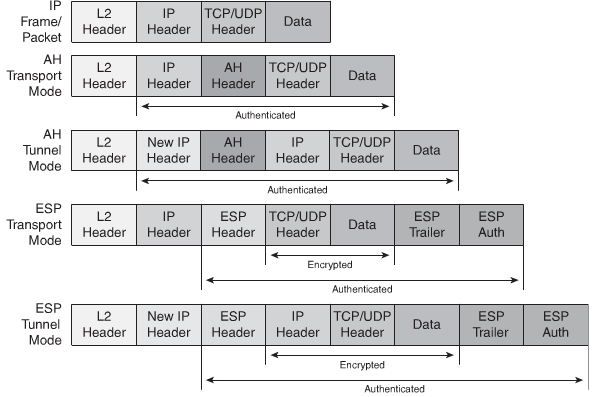 IP
Frame/
Packet
L2
Header
IP
Header
TCP/UDP
Header
Data
AH
Transport
Mode
L2
Header
IP
Header
AH
Header
TCP/UDP
Header
Data
Authenticated
AH
Tunnel
Mode
L2
Header
New IP
Header
AH
Header
IP
Header
TCP/UDP
Header
Data
Authenticated
ESP
Transport
Mode
L2
Header
IP
Header
ESP
Header
TCP/UDP
Header
Data
ESP
Trailer
ESP
Auth
Encrypted
Authenticated
ESP
Tunnel
Mode
L2
Header
New IP
Header
ESP
Header
IP
Header
TCP/UDP
Header
Data
ESP
Trailer
ESP
Auth
Encrypted
Authenticated